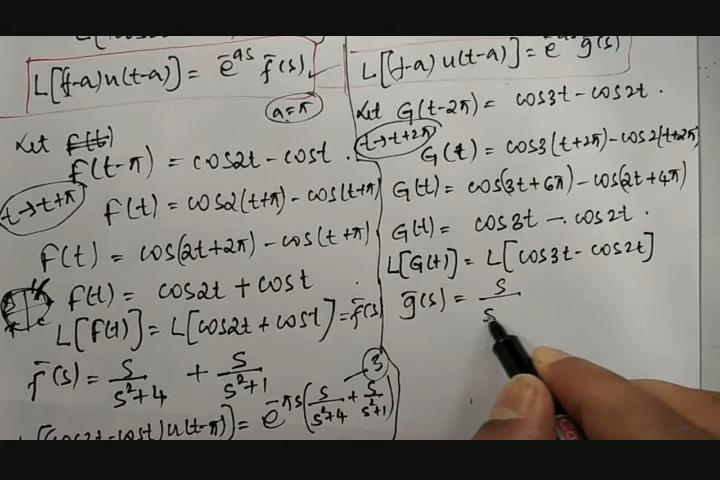 L[f-a)u(t-a)] = e^-as f̄(s)
a=π
Let f(t)
f(t-π) = cos2t - cost.
t→t+π
f(t) = cos2(t+π) - cos(t+π)
f(t) = cos(2t+2π) - cos(t+π)
f(t) = cos2t + cost
L[f(t)] = L[cos2t + cost] = f̄(s)
f̄(s) = s/s²+4 + s/s²+1
3
(cos2t-cost)u(t-π)] = e^-πs (s/s²+4 + s/s²+1)
L[f-a)u(t-a)] = e^-as ḡ(s)
Let G(t-2π) = cos3t - cos2t.
t→t+2π
G(t) = cos3(t+2π) - cos2(t+2π)
G(t) = cos(3t+6π) - cos(2t+4π)
G(t) = cos3t - cos2t.
L[G(t)] = L[cos3t - cos2t]
ḡ(s) = s/s